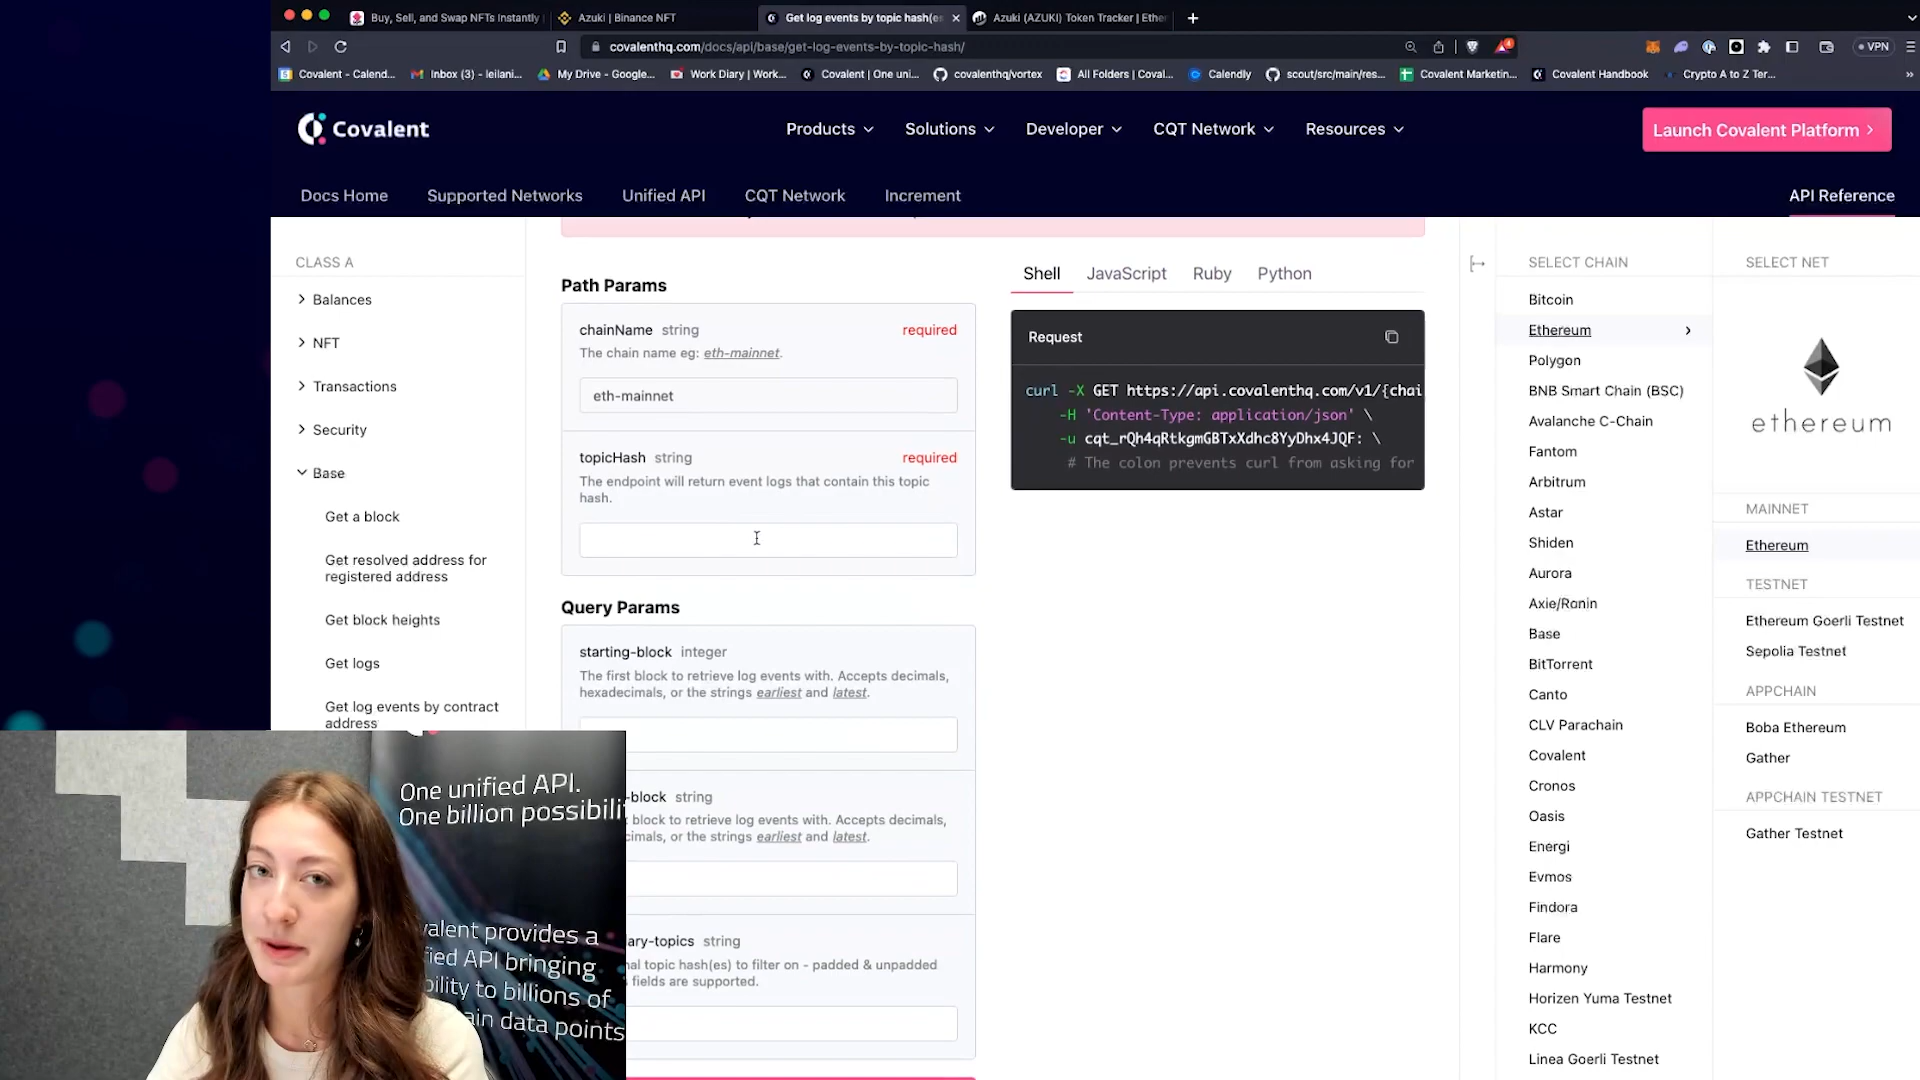 Buy, Sell, and Swap NFTs Instantly
Azuki | Binance NFT
Get log events by topic hash(es
Azuki (AZUKI) Token Tracker | Ethe
covalenthq.com/docs/api/base/get-log-events-by-topic-hash/
VPN
Covalent - Calend...
Inbox (3) - leilani...
My Drive - Google...
Work Diary | Work...
Covalent | One uni...
covalenthq/vortex
All Folders | Coval...
Calendly
scout/src/main/res...
Covalent Marketin...
Covalent Handbook
Crypto A to Z Ter...
Covalent
Products
Solutions
Developer
CQT Network
Resources
Launch Covalent Platform
Docs Home
Supported Networks
Unified API
CQT Network
Increment
API Reference
CLASS A
Balances
NFT
Transactions
Security
Base
Get a block
Get resolved address for
registered address
Get block heights
Get logs
Get log events by contract
address
Path Params
chainName string required
The chain name eg: eth-mainnet.
eth-mainnet
topicHash string required
The endpoint will return event logs that contain this topic
hash.
Query Params
starting-block integer
The first block to retrieve log events with. Accepts decimals,
hexadecimals, or the strings earliest and latest.
-block string
block to retrieve log events with. Accepts decimals,
cimals, or the strings earliest and latest.
ary-topics string
nal topic hash(es) to filter on - padded & unpadded
fields are supported.
Shell
JavaScript
Ruby
Python
Request
curl -X GET https://api.covalenthq.com/v1/{chai
-H 'Content-Type: application/json' \
-u cqt_rQh4qRtkgmGBTxXdhc8YyDhx4JQF: \
# The colon prevents curl from asking for
SELECT CHAIN
Bitcoin
Ethereum
Polygon
BNB Smart Chain (BSC)
Avalanche C-Chain
Fantom
Arbitrum
Astar
Shiden
Aurora
Axie/Ronin
Base
BitTorrent
Canto
CLV Parachain
Covalent
Cronos
Oasis
Energi
Evmos
Findora
Flare
Harmony
Horizen Yuma Testnet
KCC
Linea Goerli Testnet
SELECT NET
ethereum
MAINNET
Ethereum
TESTNET
Ethereum Goerli Testnet
Sepolia Testnet
APPCHAIN
Boba Ethereum
Gather
APPCHAIN TESTNET
Gather Testnet
One unified API.
One billion possibili
valent provides a
fied API bringing
bility to billions of
ain data points